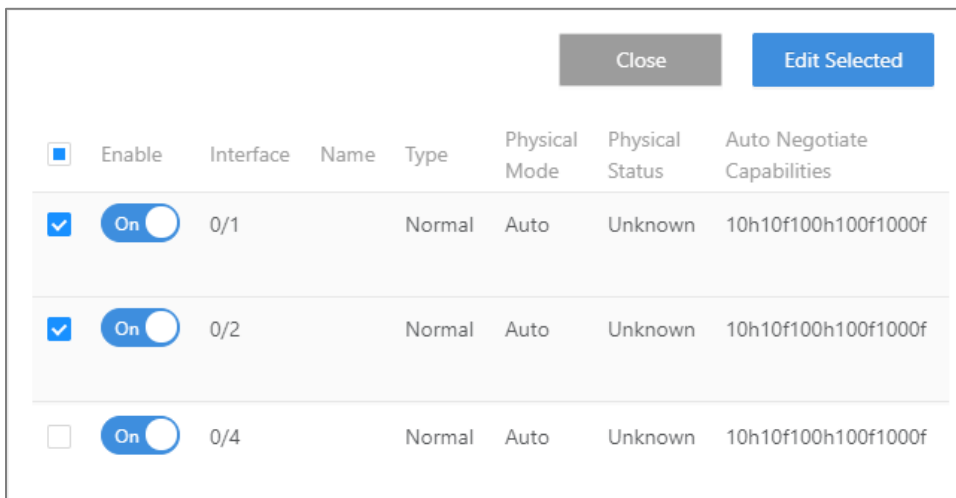 Close Edit Selected
Enable Interface Name Type Physical Mode Physical Status Auto Negotiate Capabilities
On 0/1 Normal Auto Unknown 10h10f100h100f1000f
On 0/2 Normal Auto Unknown 10h10f100h100f1000f
On 0/4 Normal Auto Unknown 10h10f100h100f1000f